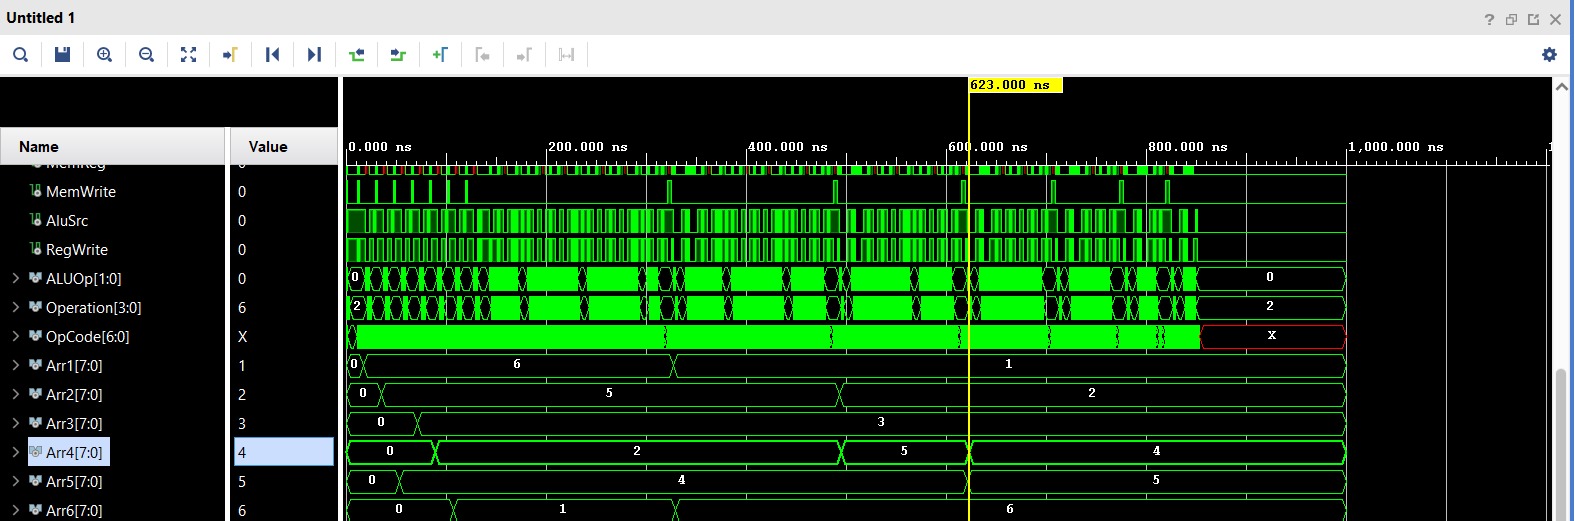 Untitled 1
623.000 ns
Name Value 0.000 ns 200.000 ns 400.000 ns 600.000 ns 800.000 ns 1,000.000 ns
MemWrite 0
AluSrc 0
RegWrite 0
ALUOp[1:0] 0 0 0
Operation[3:0] 6 2 2
OpCode[6:0] X X
Arr1[7:0] 1 0 6 1
Arr2[7:0] 2 0 5 2
Arr3[7:0] 3 0 3
Arr4[7:0] 4 0 2 5 4
Arr5[7:0] 5 0 4 5
Arr6[7:0] 6 0 1 6